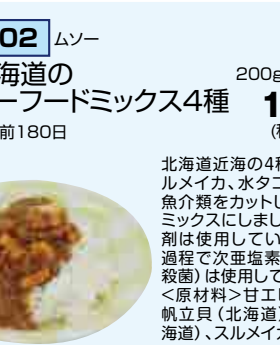 02 ムソー
海道の
ーフードミックス4種
200g
1
前180日
北海道近海の4種
ルメイカ、水タコ
魚介類をカットし
ミックスにしまし
剤は使用してい
過程で次亜塩素
殺菌)は使用して
<原材料>甘エ
帆立貝(北海道
海道)、スルメイカ